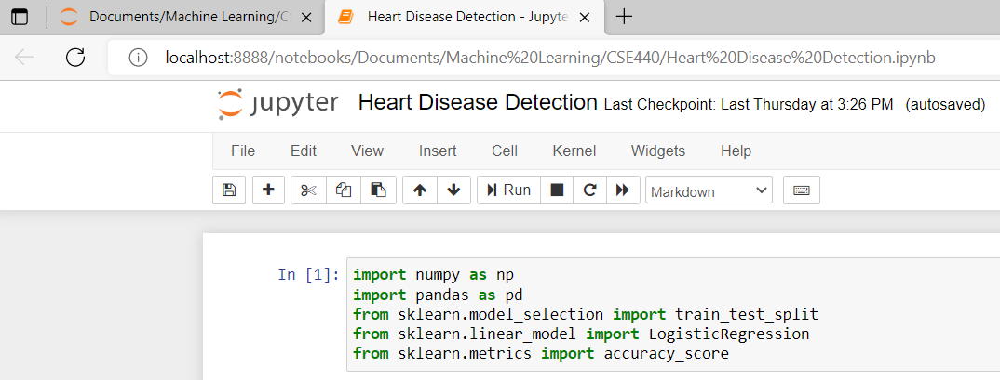 Documents/Machine Learning/CS
Heart Disease Detection - Jupyte
localhost:8888/notebooks/Documents/Machine%20Learning/CSE440/Heart%20Disease%20Detection.ipynb
jupyter Heart Disease Detection Last Checkpoint: Last Thursday at 3:26 PM (autosaved)
File Edit View Insert Cell Kernel Widgets Help
Run Markdown
In [1]: import numpy as np
import pandas as pd
from sklearn.model_selection import train_test_split
from sklearn.linear_model import LogisticRegression
from sklearn.metrics import accuracy_score